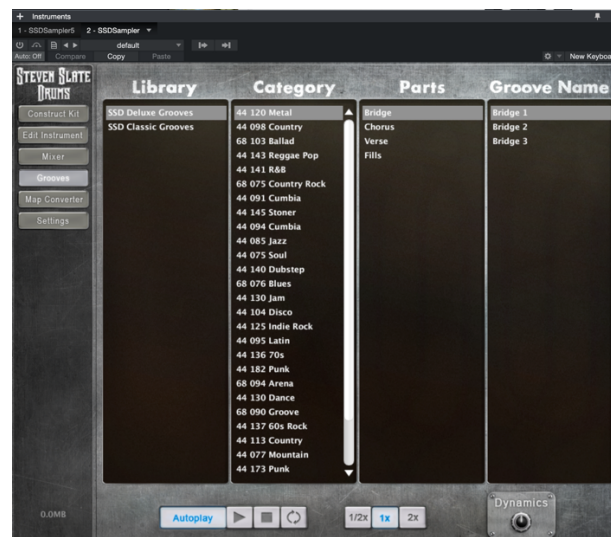 Instruments
1 - SSDSampler5 2 - SSDSampler
default
Auto: Off Compare Copy Paste New Keyboa
STEVEN SLATE
DRUMS
Library Category Parts Groove Name
Construct Kit
Edit Instrument
Mixer
Grooves
Map Converter
Settings
SSD Deluxe Grooves
SSD Classic Grooves
44 120 Metal
44 098 Country
68 103 Ballad
44 143 Reggae Pop
44 141 R&B
68 075 Country Rock
44 091 Cumbia
44 145 Stoner
44 094 Cumbia
44 085 Jazz
44 075 Soul
44 140 Dubstep
68 076 Blues
44 130 Jam
44 104 Disco
44 125 Indie Rock
44 095 Latin
44 136 70s
44 182 Punk
68 094 Arena
44 130 Dance
68 090 Groove
44 137 60s Rock
44 113 Country
44 077 Mountain
44 173 Punk
Bridge
Chorus
Verse
Fills
Bridge 1
Bridge 2
Bridge 3
0.0MB
Autoplay 1/2x 1x 2x
Dynamics